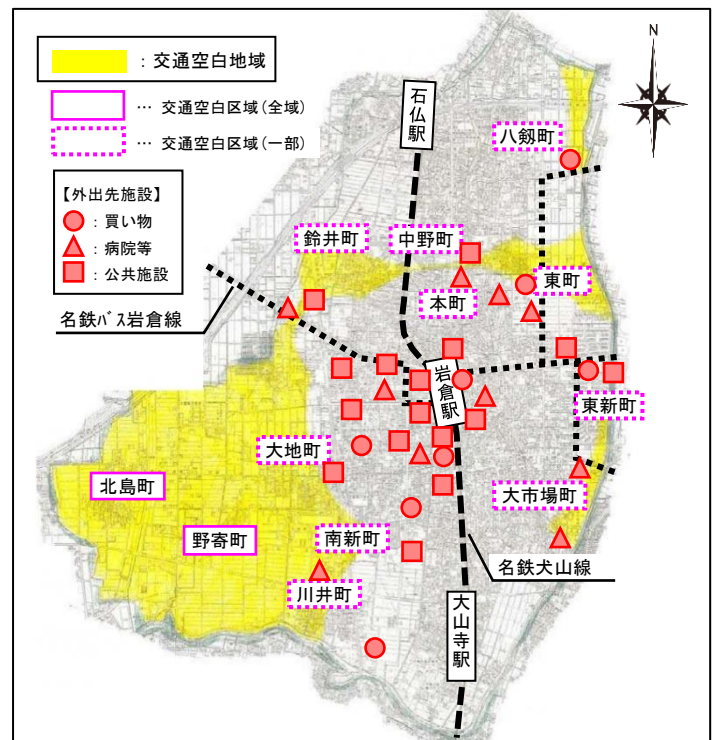 ：交通空白地域
… 交通空白区域(全域)
… 交通空白区域(一部)
【外出先施設】
：買い物
：病院等
：公共施設
N
石仏駅
八剱町
鈴井町
中野町
東町
本町
名鉄バス岩倉線
岩倉駅
東新町
大地町
北島町
大市場町
野寄町
南新町
名鉄犬山線
川井町
大山寺駅